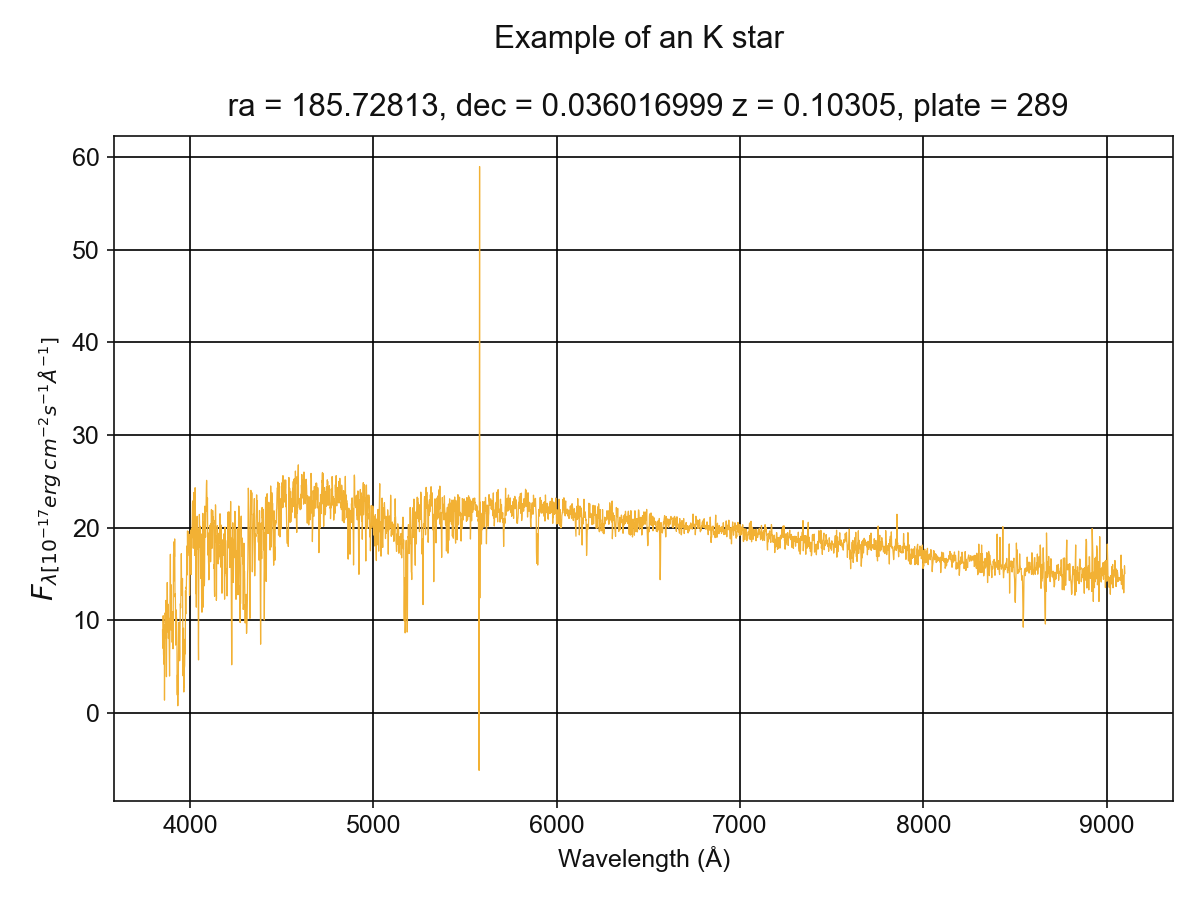 Example of an K star
ra = 185.72813, dec = 0.036016999 z = 0.10305, plate = 289
60
50
40
30
20
10
0
F_λ[10^{-17} erg cm^{-2} s^{-1} Å^{-1}]
4000 5000 6000 7000 8000 9000
Wavelength (Å)